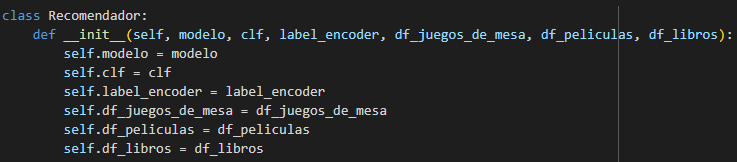 class Recomendador:
    def __init__(self, modelo, clf, label_encoder, df_juegos_de_mesa, df_peliculas, df_libros):
        self.modelo = modelo
        self.clf = clf
        self.label_encoder = label_encoder
        self.df_juegos_de_mesa = df_juegos_de_mesa
        self.df_peliculas = df_peliculas
        self.df_libros = df_libros